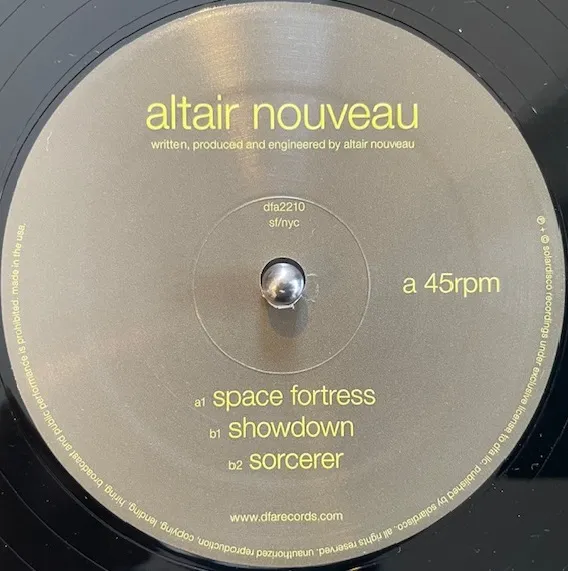 altair nouveau
written, produced and engineered by altair nouveau
dfa2210
sf/nyc
a 45rpm
a1 space fortress
b1 showdown
b2 sorcerer
www.dfarecords.com
℗ + © solardisco recordings under exclusive license to dfa llc. published by solardisco. all rights reserved. unauthorized reproduction, copying, lending, hiring, broadcast and public performance is prohibited. made in the usa.